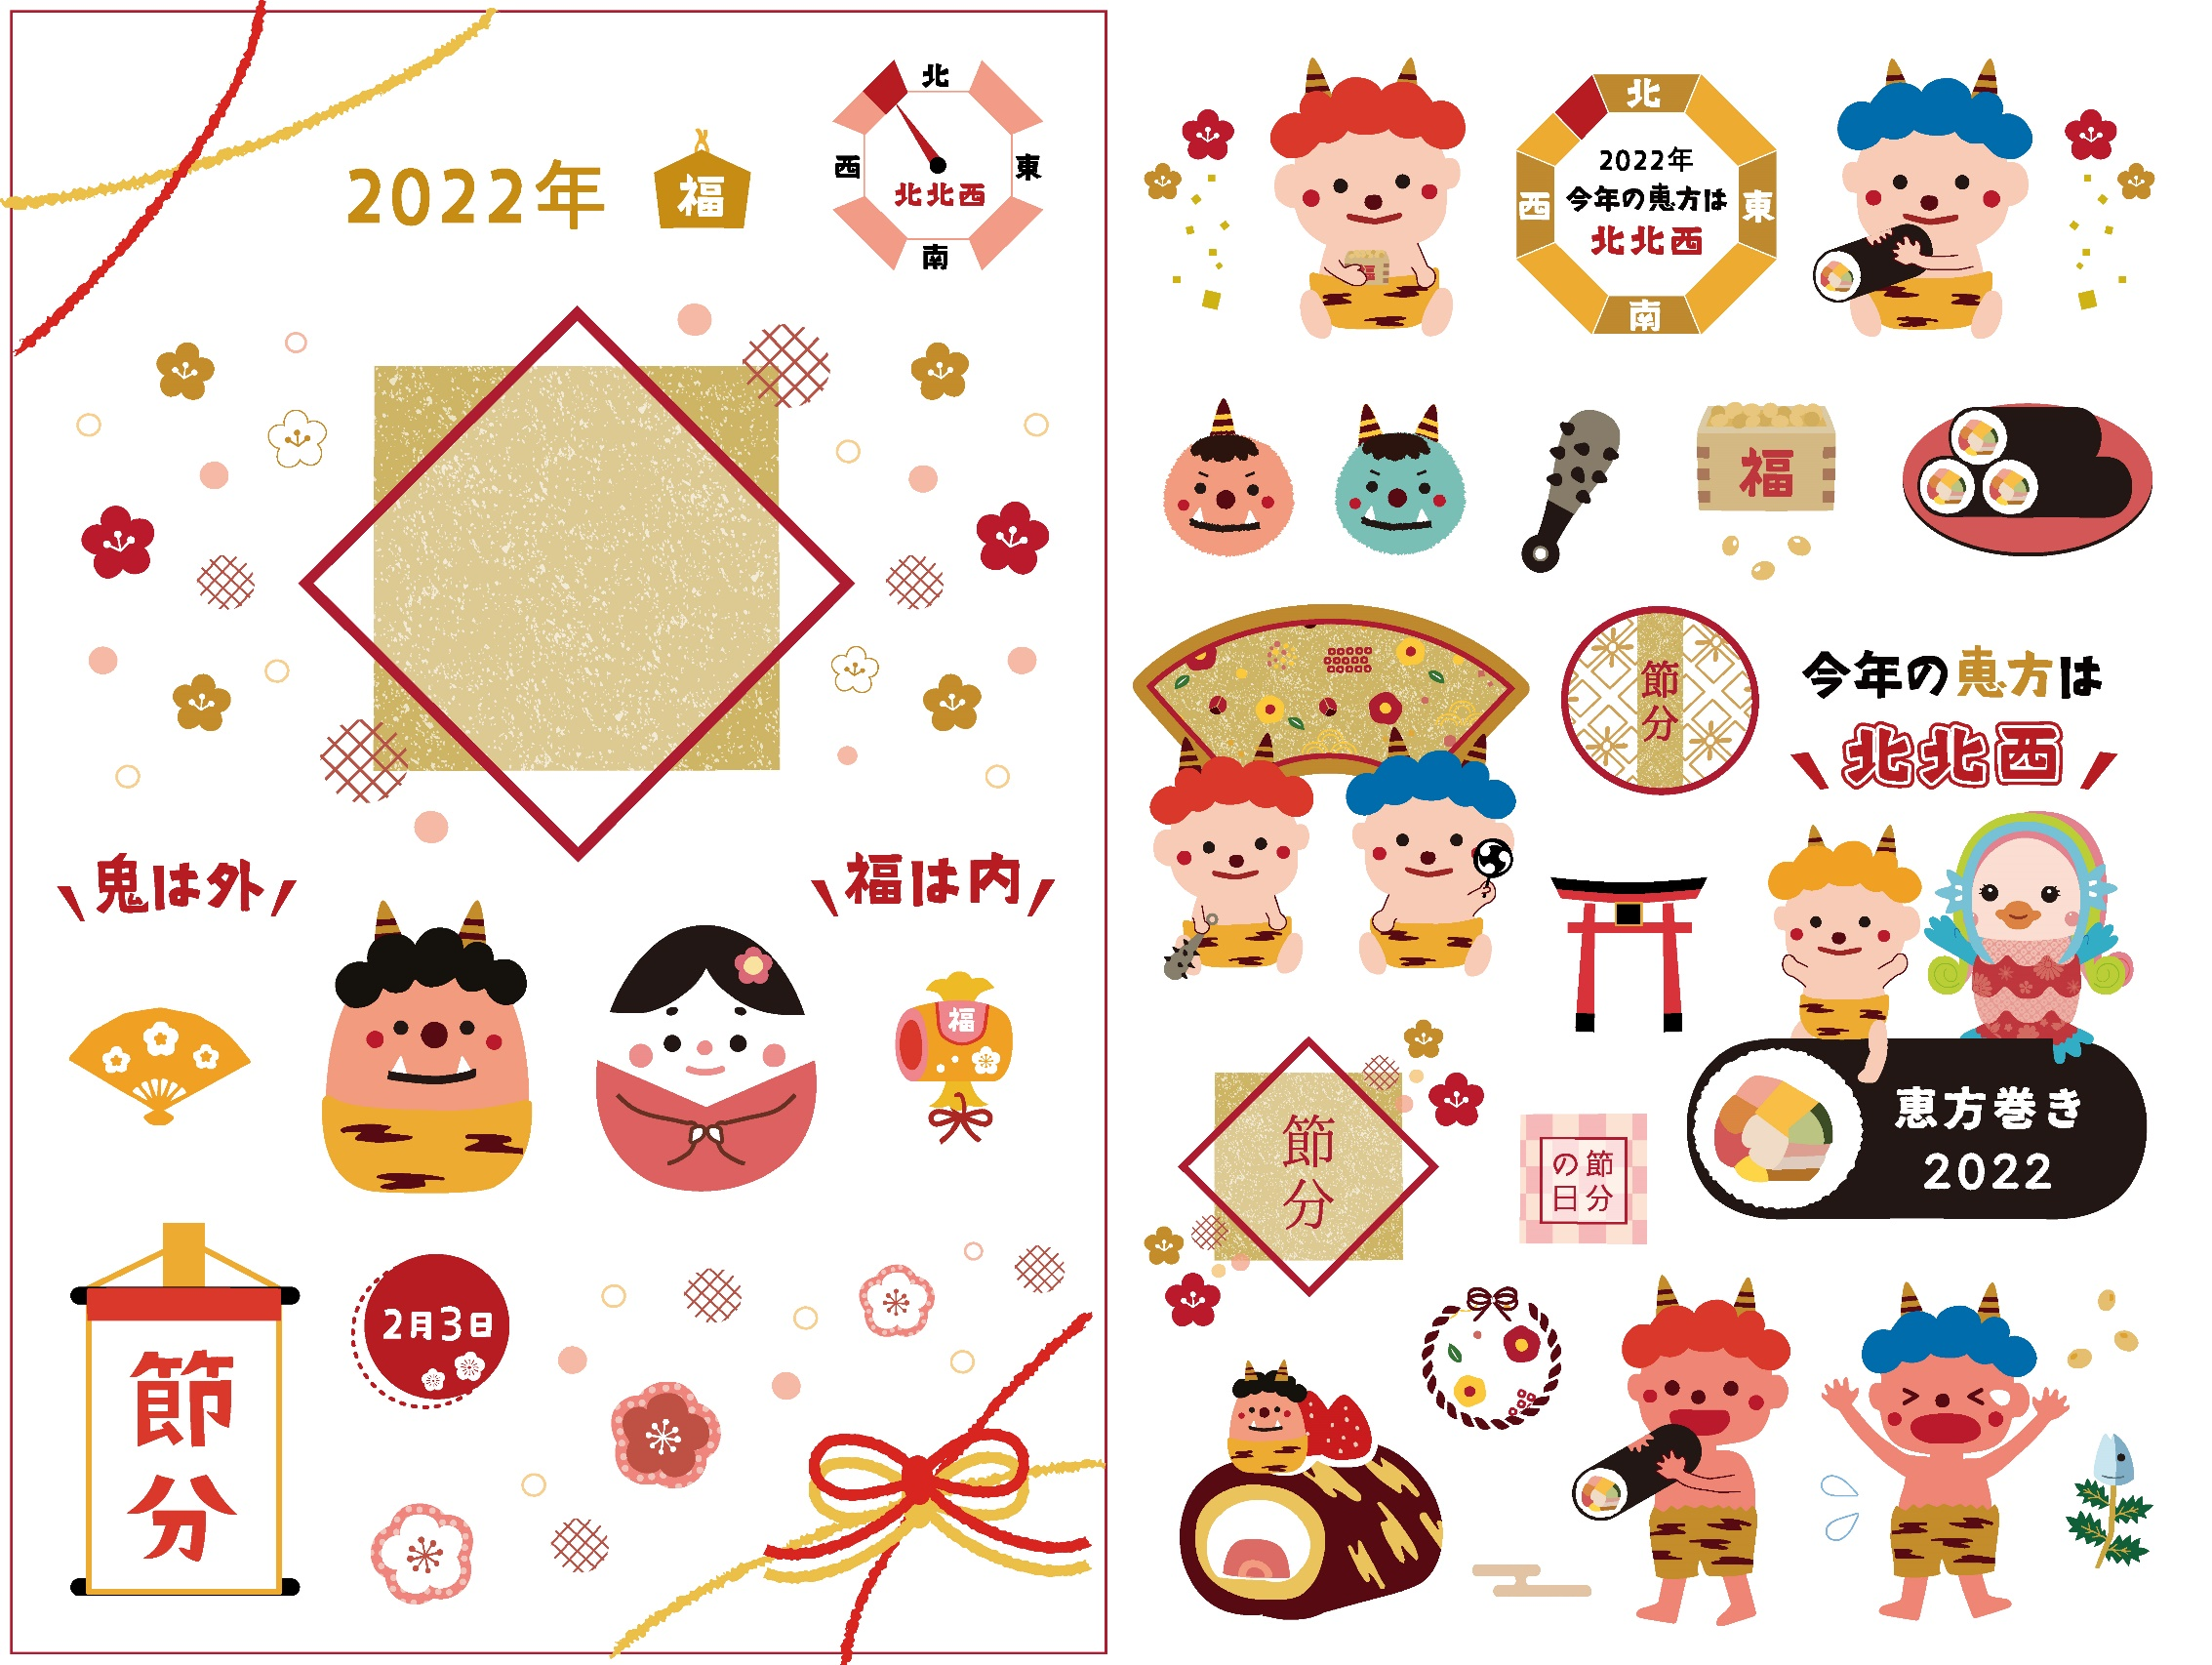 2022年
福
北
西
東
北北西
南
鬼は外
福は内
福
節分
2月3日
北
2022年
西
今年の恵方は
東
北北西
南
福
福
節分
今年の恵方は
北北西
節分
節分
の日
恵方巻き
2022